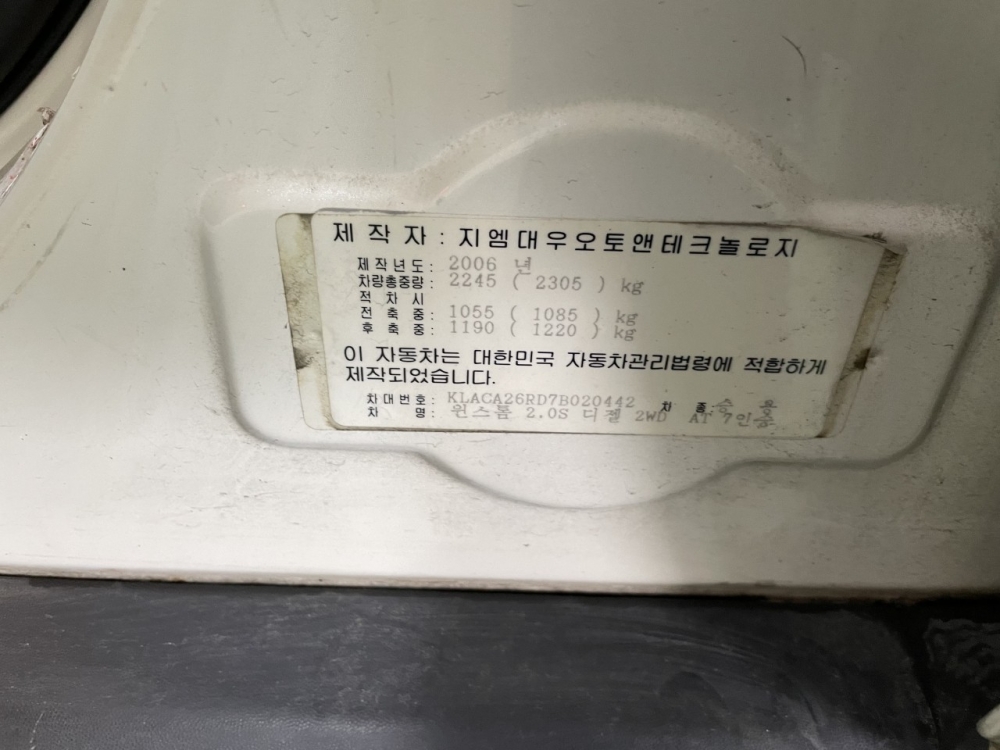 제 작 자 : 지엠대우오토앤테크놀로지
제작년도 : 2006 년
차량총중량 : 2245 ( 2305 ) kg
적 차 시
전 축 중 : 1055 ( 1085 ) kg
후 축 중 : 1190 ( 1220 ) kg
이 자동차는 대한민국 자동차관리법령에 적합하게
제작되었습니다.
차대번호 : KLACA26RD7B020442 차 종 승 용
차 명 : 윈스톰 2.0S 디젤 2WD AT 7인승